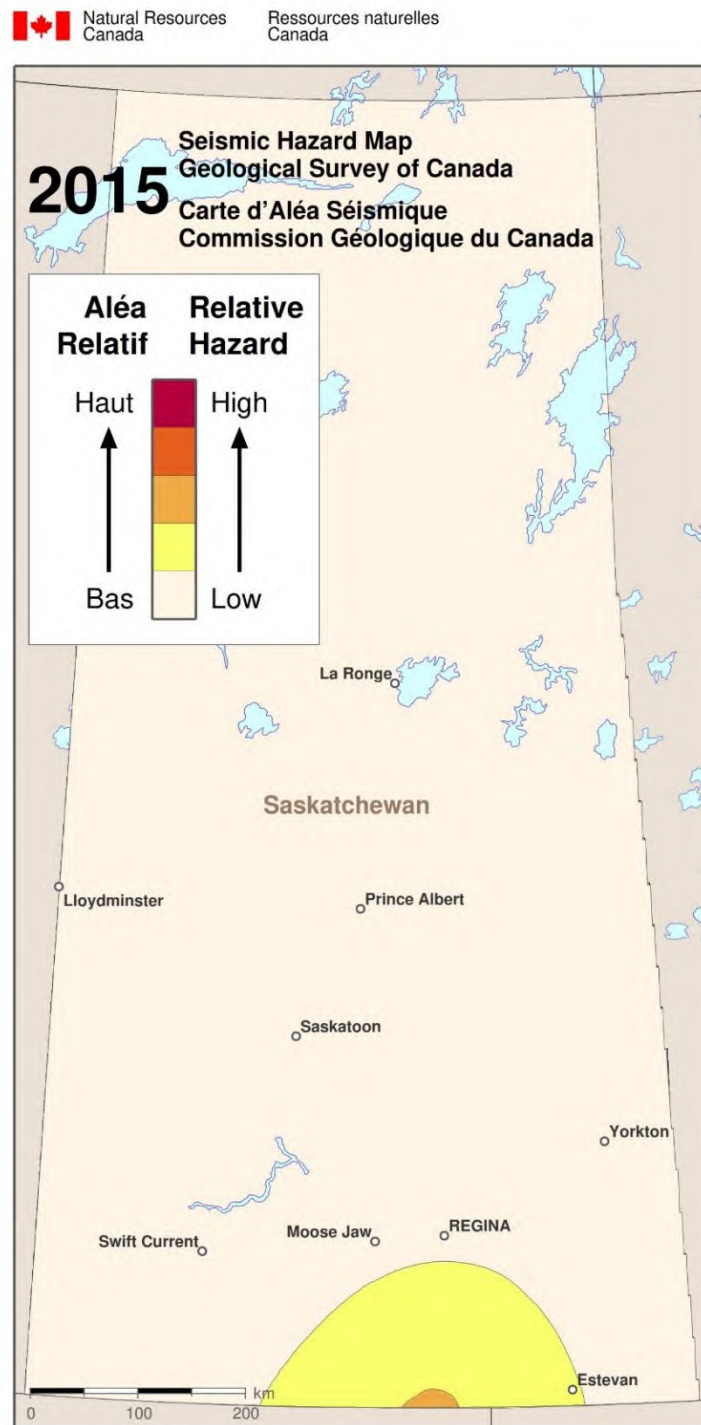 Natural Resources Canada
Ressources naturelles Canada
2015
Seismic Hazard Map
Geological Survey of Canada
Carte d'Aléa Séismique
Commission Géologique du Canada
Aléa Relatif
Relative Hazard
Haut
High
Bas
Low
La Ronge
Saskatchewan
Lloydminster
Prince Albert
Saskatoon
Yorkton
Swift Current
Moose Jaw
REGINA
Estevan
km
0
100
200